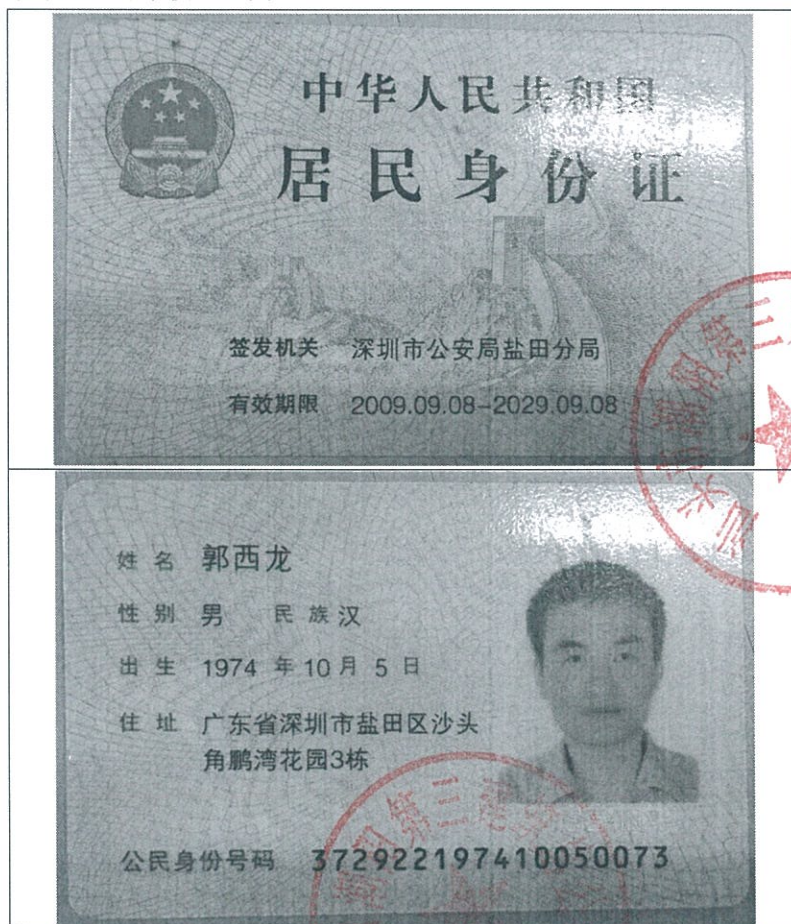 中华人民共和国
居民身份证
签发机关 深圳市公安局盐田分局
有效期限 2009.09.08-2029.09.08
姓名 郭西龙
性别 男 民族 汉
出生 1974 年 10 月 5 日
住址 广东省深圳市盐田区沙头
角鹏湾花园3栋
公民身份号码 372922197410050073